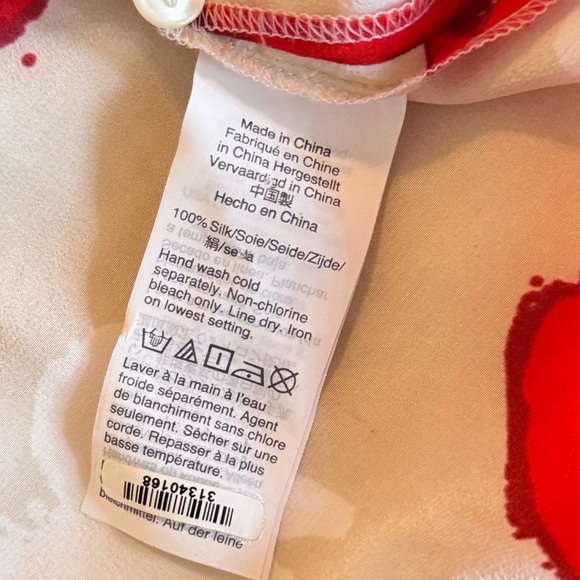 Made in China
Fabriqué en Chine
in China Hergestellt
Vervaardigd in China
中国製
Hecho en China
100% Silk/Soie/Seide/Zijde/
絹/seda
Hand wash cold
separately. Non-chlorine
bleach only. Line dry. Iron
on lowest setting.
Laver à la main à l'eau
froide séparément. Agent
de blanchiment sans chlore
seulement. Sécher sur une
corde. Repasser à la plus
basse température.
31340168
bleichmittel. Auf der leine